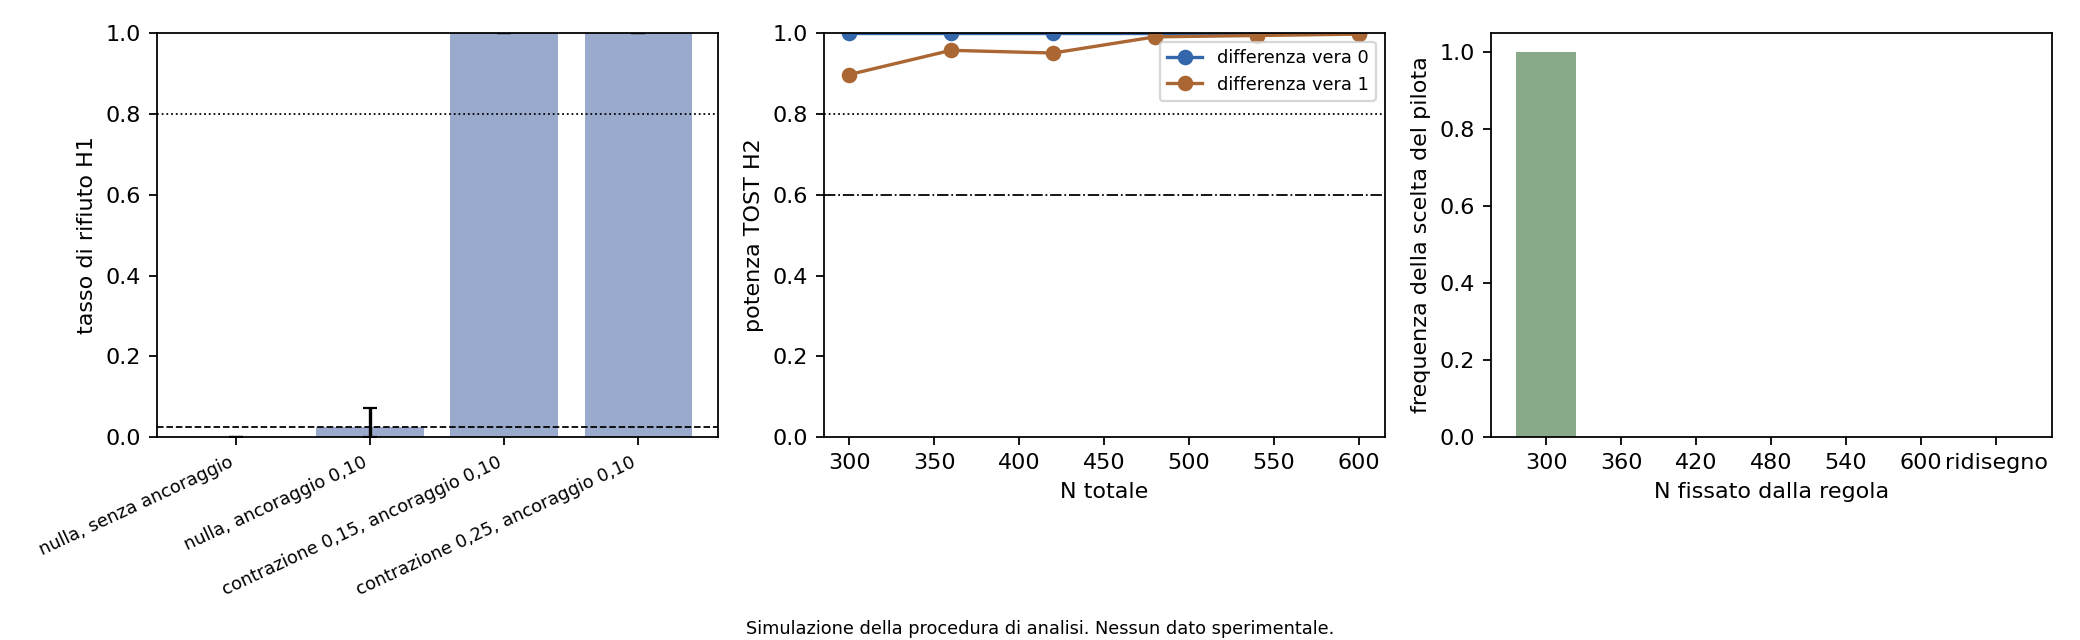 tasso di rifiuto H1
1.0
0.8
0.6
0.4
0.2
0.0
nulla, senza ancoraggio
nulla, ancoraggio 0,10
contrazione 0,15, ancoraggio 0,10
contrazione 0,25, ancoraggio 0,10
potenza TOST H2
1.0
0.8
0.6
0.4
0.2
0.0
differenza vera 0
differenza vera 1
300 350 400 450 500 550 600
N totale
frequenza della scelta del pilota
1.0
0.8
0.6
0.4
0.2
0.0
300 360 420 480 540 600 ridisegno
N fissato dalla regola
Simulazione della procedura di analisi. Nessun dato sperimentale.